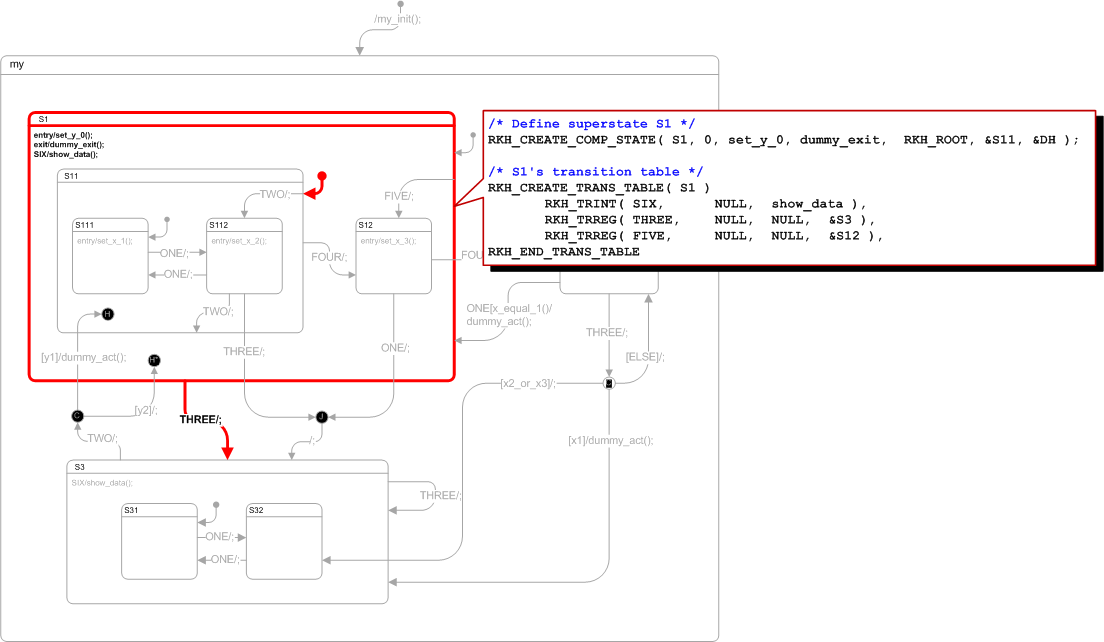 /my_init();
my
S1
entry/set_y_0();
exit/dummy_exit();
SIX/show_data();
/* Define superstate S1 */
RKH_CREATE_COMP_STATE( S1, 0, set_y_0, dummy_exit,  RKH_ROOT, &S11, &DH );
/* S1's transition table */
RKH_CREATE_TRANS_TABLE( S1 )
RKH_TRINT( SIX,      NULL,  show_data ),
RKH_TRREG( THREE,    NULL,  NULL,  &S3 ),
RKH_TRREG( FIVE,     NULL,  NULL,  &S12 ),
RKH_END_TRANS_TABLE
S11
TWO/;
FIVE/;
S111
entry/set_x_1();
S112
entry/set_x_2();
S12
entry/set_x_3();
ONE/;
ONE/;
FOUR/;
FOU
TWO/;
ONE[x_equal_1()/
dummy_act();
H
THREE/;
ONE/;
THREE/;
[ELSE]/;
[y1]/dummy_act();
H*
[x2_or_x3]/;
[y2]/;
C
THREE/;
J
TWO/;
/;
[x1]/dummy_act();
S3
SIX/show_data();
THREE/;
S31
S32
ONE/;
ONE/;